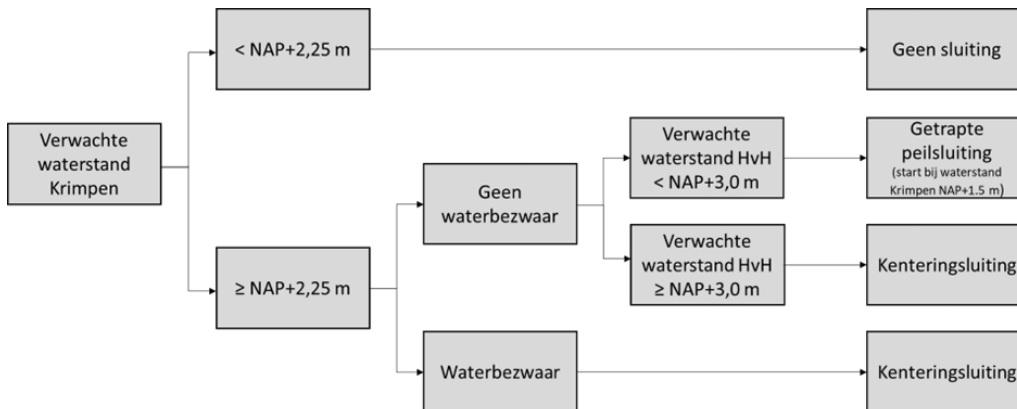 < NAP+2,25 m
Geen sluiting
Verwachte
waterstand
Krimpen
Verwachte
waterstand HvH
< NAP+3,0 m
Getrapte
peilsluiting
(start bij waterstand
Krimpen NAP+1.5 m)
Geen
waterbezwaar
Verwachte
waterstand HvH
≥ NAP+3,0 m
Kenteringsluiting
≥ NAP+2,25 m
Waterbezwaar
Kenteringsluiting